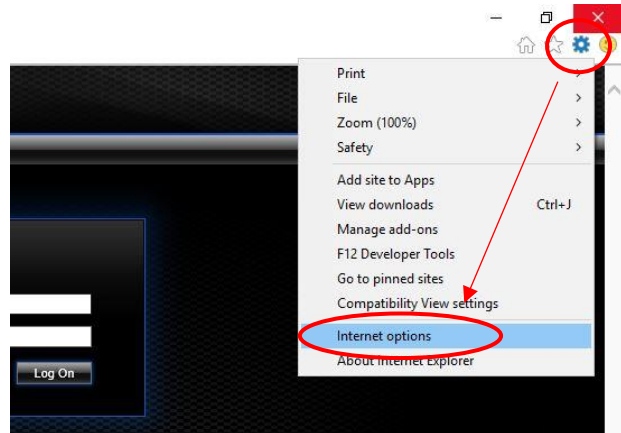 Print
File
Zoom (100%)
Safety
Add site to Apps
View downloads Ctrl+J
Manage add-ons
F12 Developer Tools
Go to pinned sites
Compatibility View settings
Internet options
About Internet Explorer
Log On